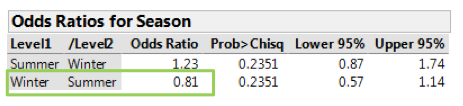 Odds Ratios for Season
Level1 /Level2 Odds Ratio Prob>Chisq Lower 95% Upper 95%
Summer Winter 1.23 0.2351 0.87 1.74
Winter Summer 0.81 0.2351 0.57 1.14